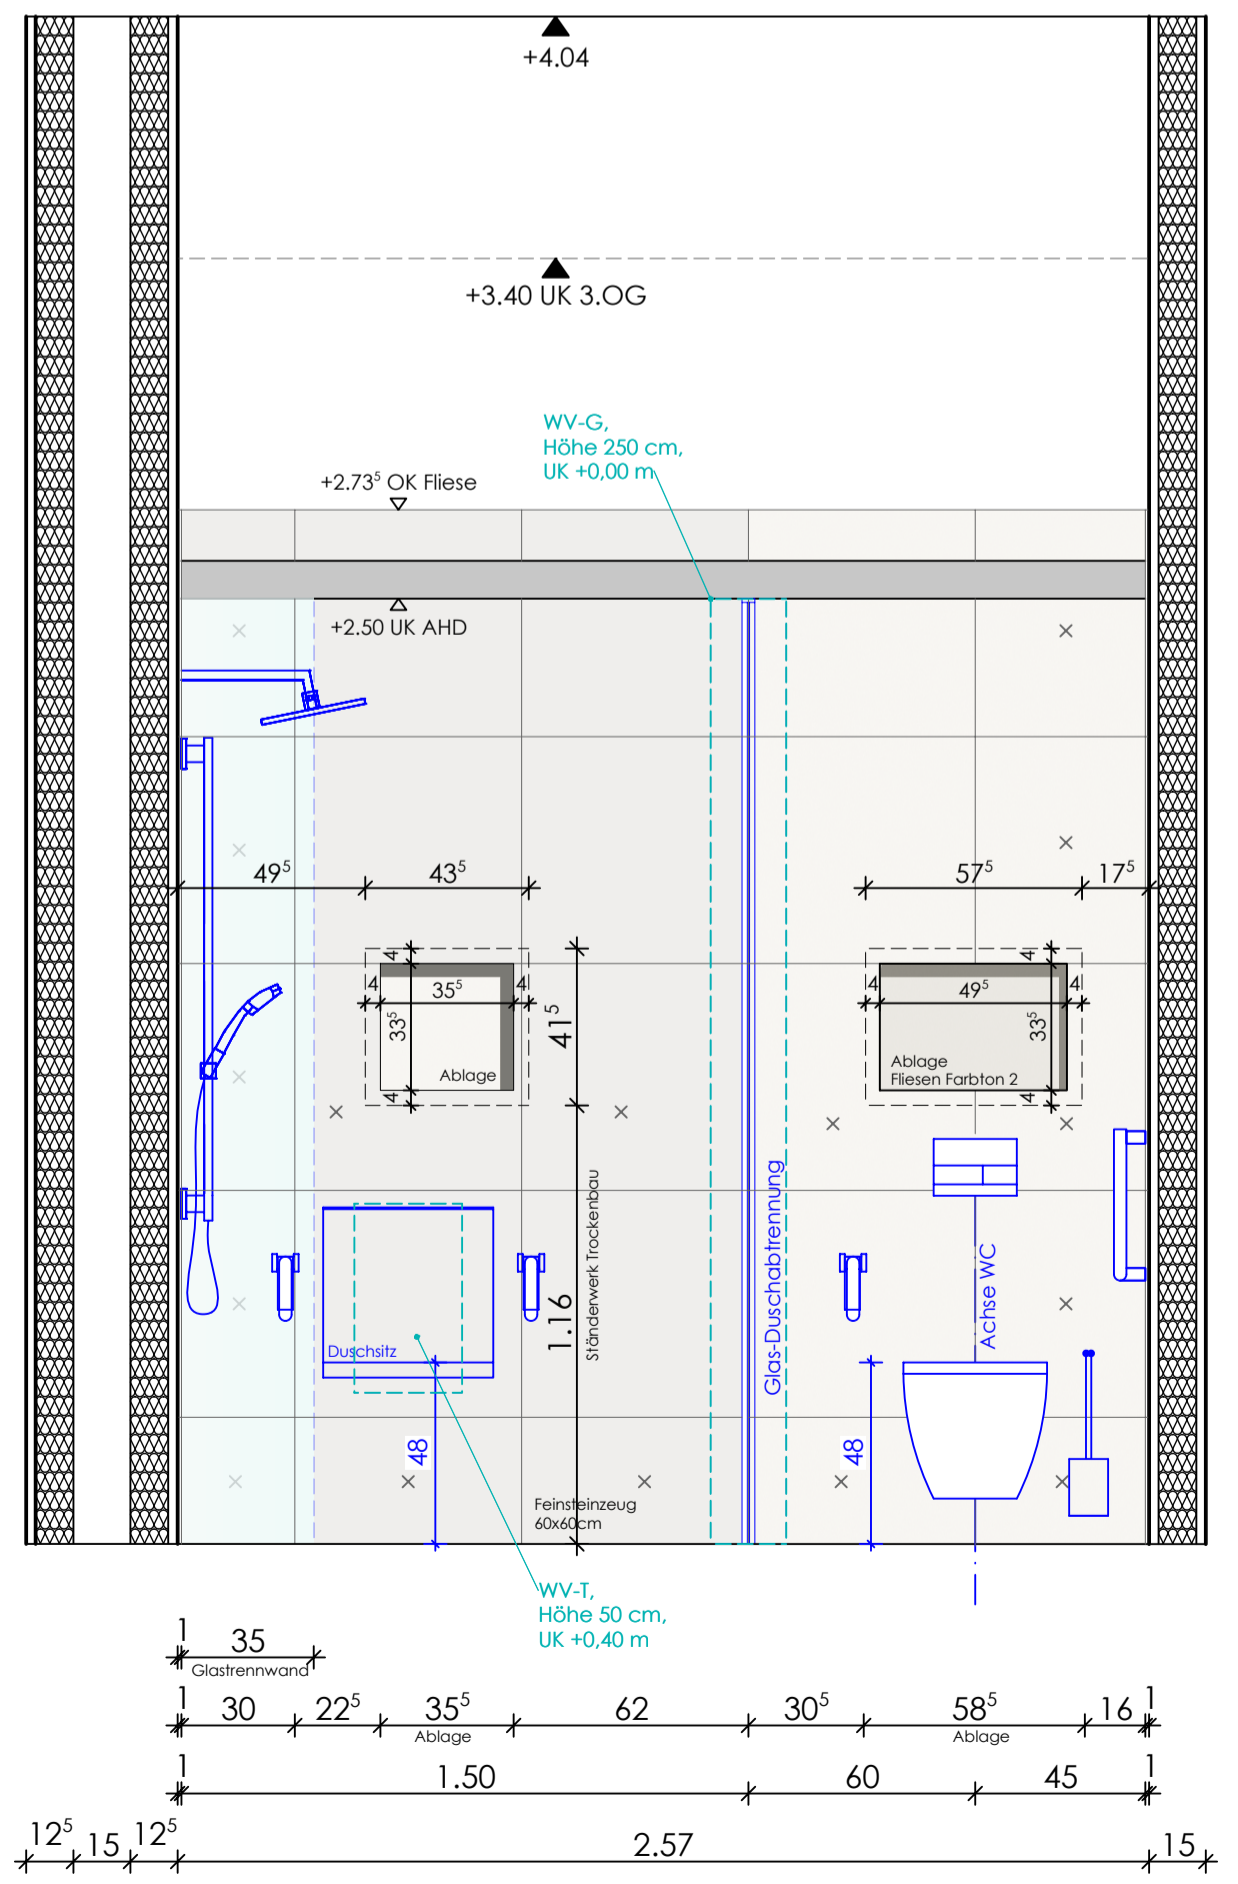 +4.04
+3.40 UK 3.OG
WV-G,
Höhe 250 cm,
UK +0,00 m
+2.73⁵ OK Fliese
+2.50 UK AHD
49⁵ 43⁵ 57⁵ 17⁵
4 4
4 35⁵ 4 4 49⁵ 4
33⁵ 41⁵ 33⁵
Ablage
Ablage
Fliesen Farbton 2
4 4
Ständerwerk Trockenbau
1.16
Glas-Duschabtrennung
Achse WC
Duschsitz
48 48
Feinsteinzeug
60x60cm
WV-T,
Höhe 50 cm,
UK +0,40 m
1 35
Glastrennwand
1 30 22⁵ 35⁵ 62 30⁵ 58⁵ 16 1
Ablage Ablage
1 1.50 60 45 1
12⁵ 15 12⁵ 2.57 15